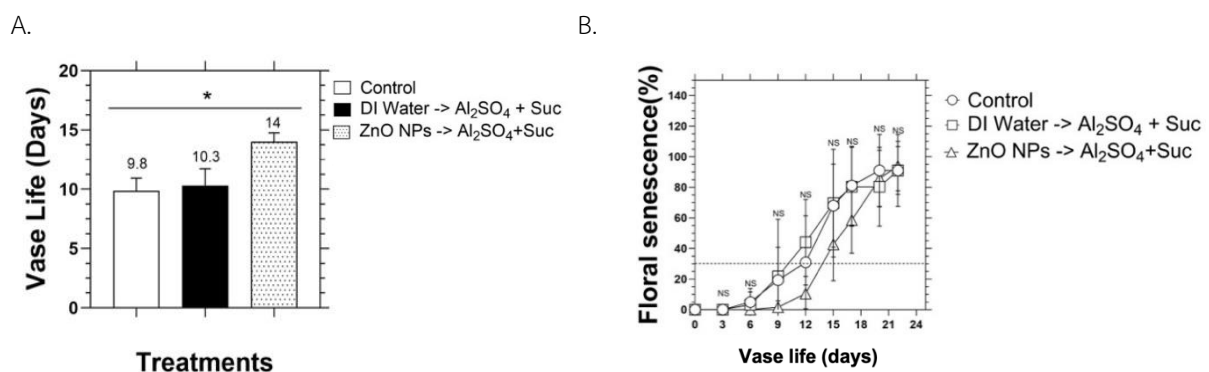 A.
B.
Vase Life (Days)
20
15
10
5
0
*
9.8
10.3
14
Control
DI Water -> Al₂SO₄ + Suc
ZnO NPs -> Al₂SO₄+Suc
Treatments
Floral senescence(%)
140
120
100
80
60
40
20
0
NS
NS
NS
NS
NS
NS
NS
NS
0 3 6 9 12 15 18 21 24
Vase life (days)
Control
DI Water -> Al₂SO₄ + Suc
ZnO NPs -> Al₂SO₄+Suc